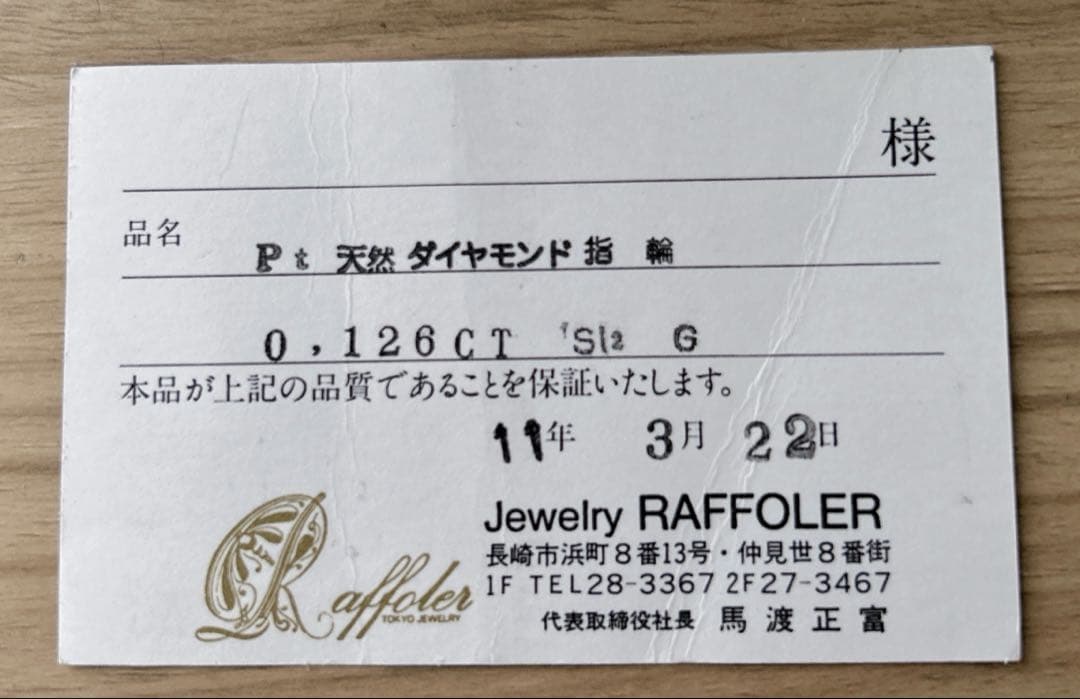 様
品名 Pt 天然 ダイヤモンド 指 輪
0,126CT SI2 G
本品が上記の品質であることを保証いたします。
11年 3月 22日
Raffoler
TOKYO JEWELRY
Jewelry RAFFOLER
長崎市浜町8番13号・仲見世8番街
1F TEL28-3367 2F27-3467
代表取締役社長 馬渡正富